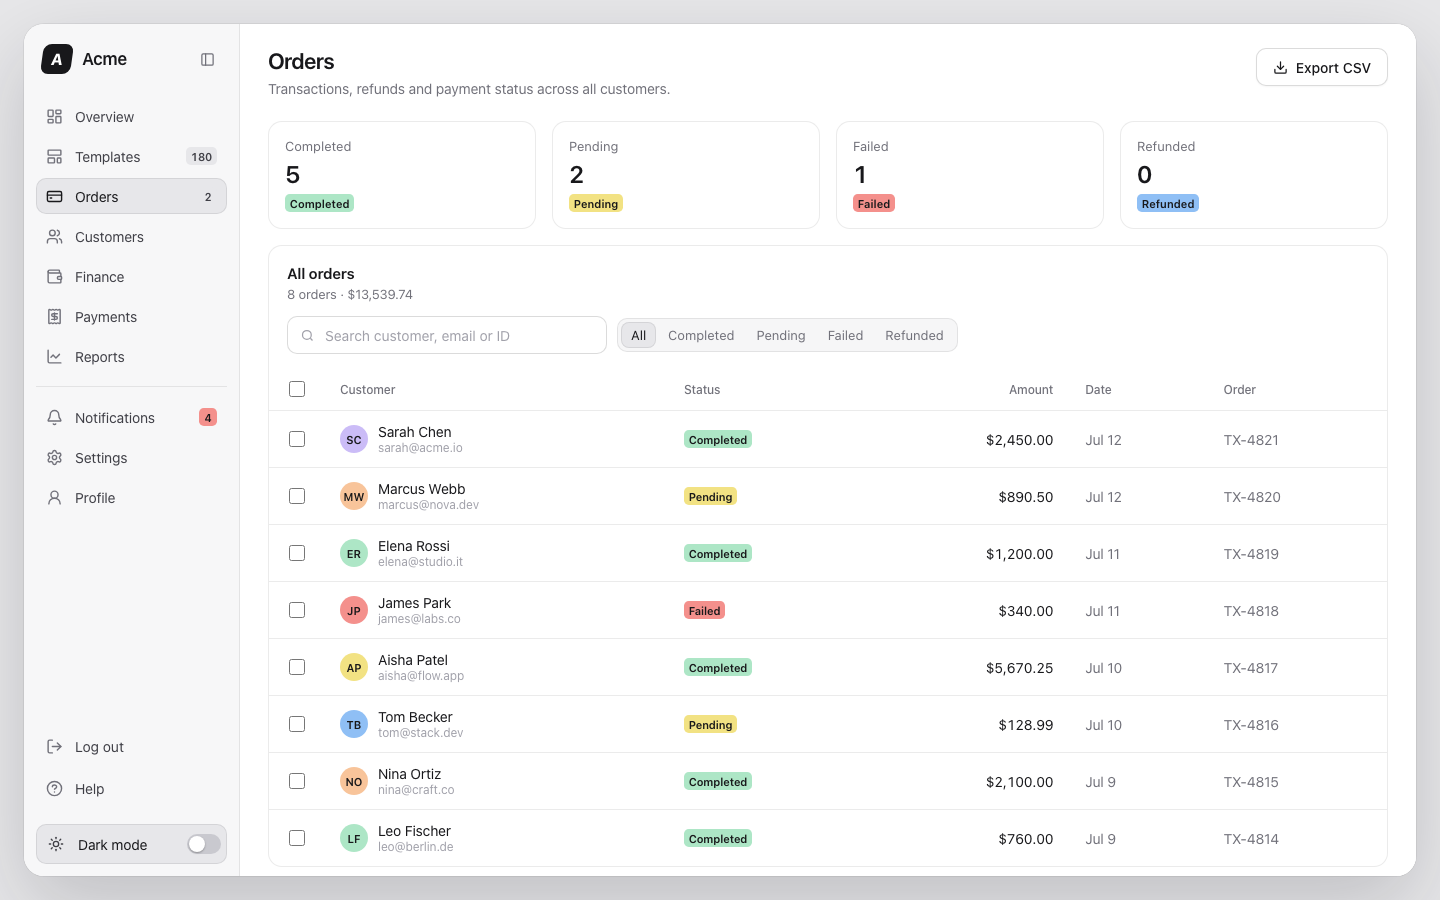 A Acme
Overview
Templates 180
Orders 2
Customers
Finance
Payments
Reports
Notifications 4
Settings
Profile
Log out
Help
Dark mode
Orders
Transactions, refunds and payment status across all customers.
Export CSV
Completed
5
Completed
Pending
2
Pending
Failed
1
Failed
Refunded
0
Refunded
All orders
8 orders · $13,539.74
Search customer, email or ID
All Completed Pending Failed Refunded
Customer Status Amount Date Order
SC Sarah Chen Completed $2,450.00 Jul 12 TX-4821
sarah@acme.io
MW Marcus Webb Pending $890.50 Jul 12 TX-4820
marcus@nova.dev
ER Elena Rossi Completed $1,200.00 Jul 11 TX-4819
elena@studio.it
JP James Park Failed $340.00 Jul 11 TX-4818
james@labs.co
AP Aisha Patel Completed $5,670.25 Jul 10 TX-4817
aisha@flow.app
TB Tom Becker Pending $128.99 Jul 10 TX-4816
tom@stack.dev
NO Nina Ortiz Completed $2,100.00 Jul 9 TX-4815
nina@craft.co
LF Leo Fischer Completed $760.00 Jul 9 TX-4814
leo@berlin.de